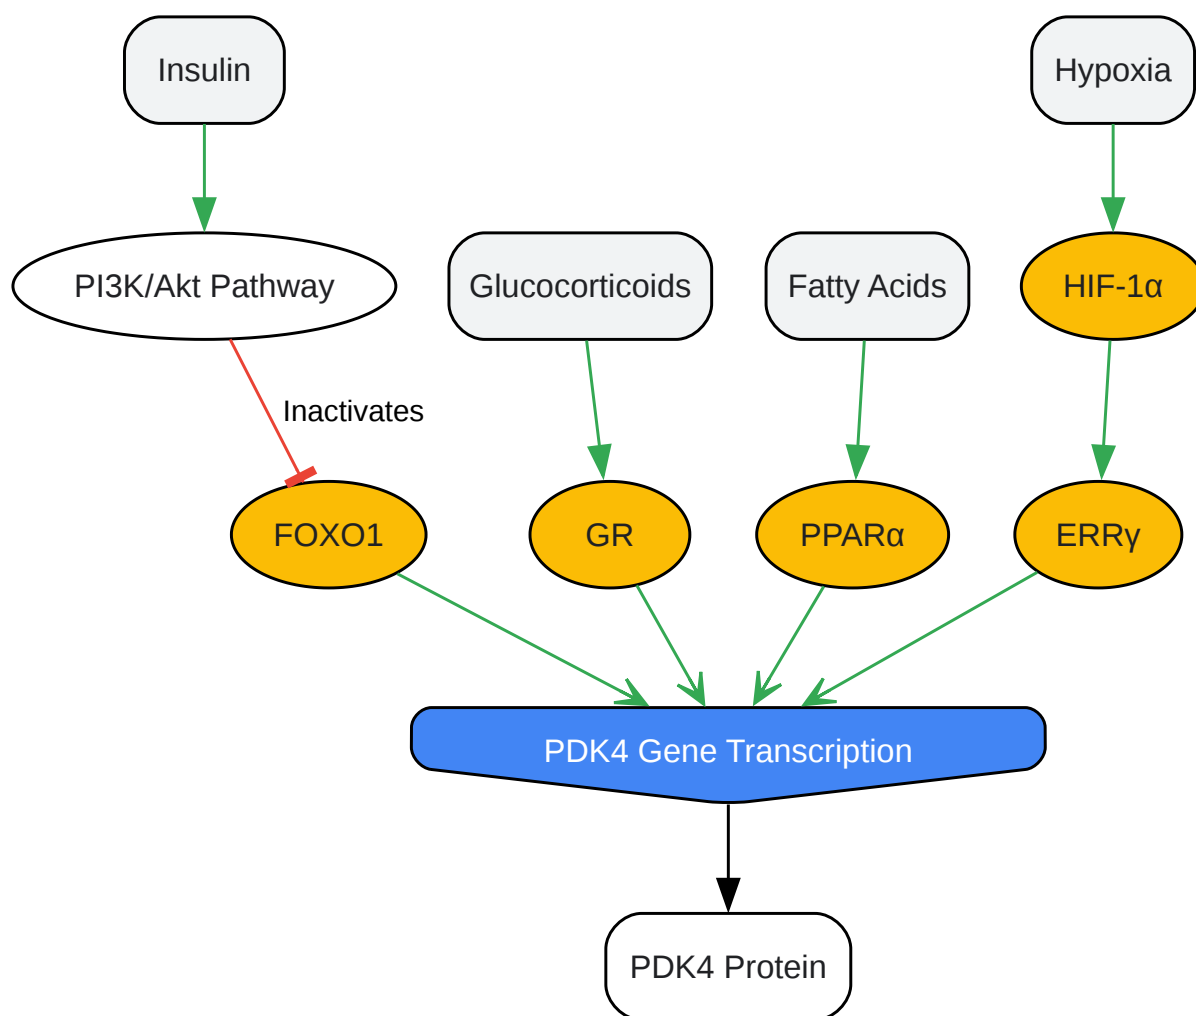 Insulin
Hypoxia
PI3K/Akt Pathway
Glucocorticoids
Fatty Acids
HIF-1α
Inactivates
FOXO1
GR
PPARα
ERRγ
PDK4 Gene Transcription
PDK4 Protein